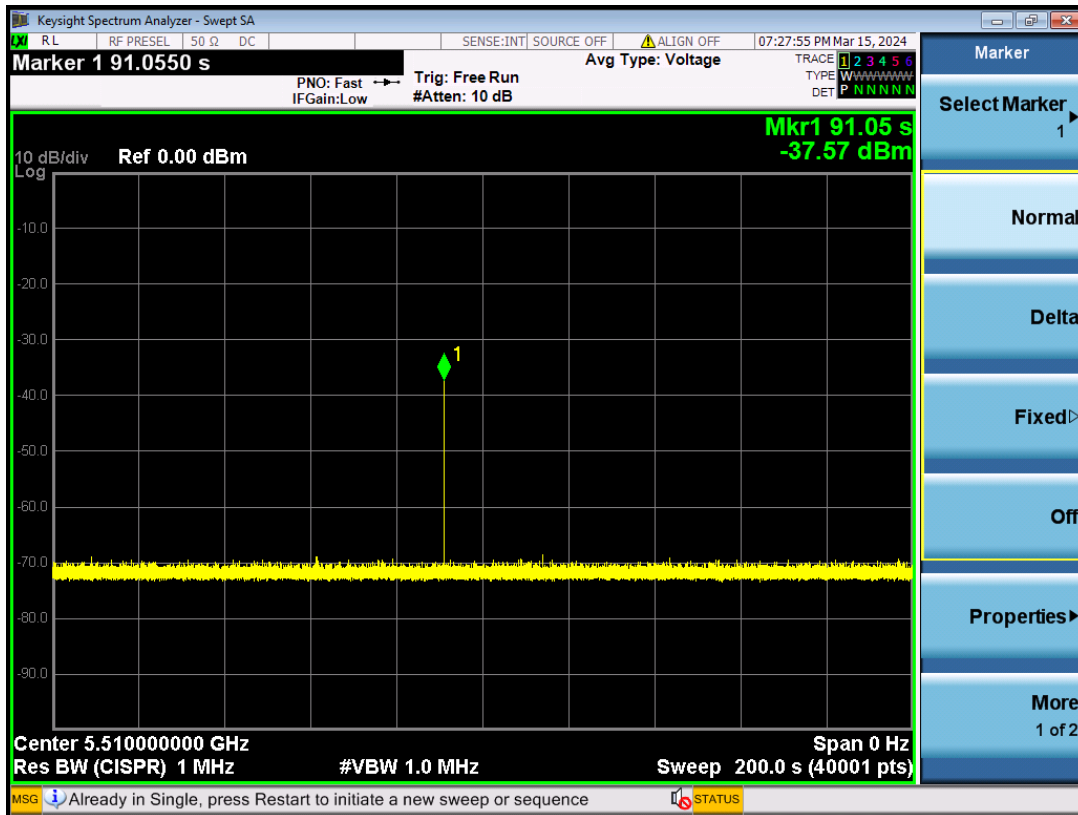 Keysight Spectrum Analyzer - Swept SA
LXI RL RF PRESEL 50 Ω DC SENSE:INT SOURCE OFF ALIGN OFF 07:27:55 PM Mar 15, 2024
Marker 1 91.0550 s
PNO: Fast
IFGain:Low
Trig: Free Run
#Atten: 10 dB
Avg Type: Voltage
TRACE 1 2 3 4 5 6
TYPE WWWWWW
DET P N N N N N
Mkr1 91.05 s
-37.57 dBm
10 dB/div Ref 0.00 dBm
Log
-10.0
-20.0
-30.0
1
-40.0
-50.0
-60.0
-70.0
-80.0
-90.0
Center 5.510000000 GHz Span 0 Hz
Res BW (CISPR) 1 MHz #VBW 1.0 MHz Sweep 200.0 s (40001 pts)
MSG Already in Single, press Restart to initiate a new sweep or sequence STATUS
Marker
Select Marker
1
Normal
Delta
Fixed
Off
Properties
More
1 of 2